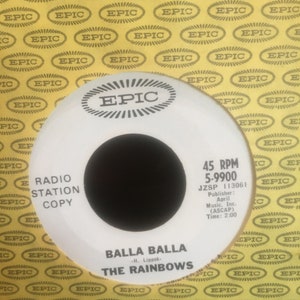 EPIC
RADIO
STATION
COPY
45 RPM
5-9900
JZSP 113061
Publisher:
April
Music, Inc.
(ASCAP)
Time: 2:00
BALLA BALLA
-H. Lippok-
THE RAINBOWS